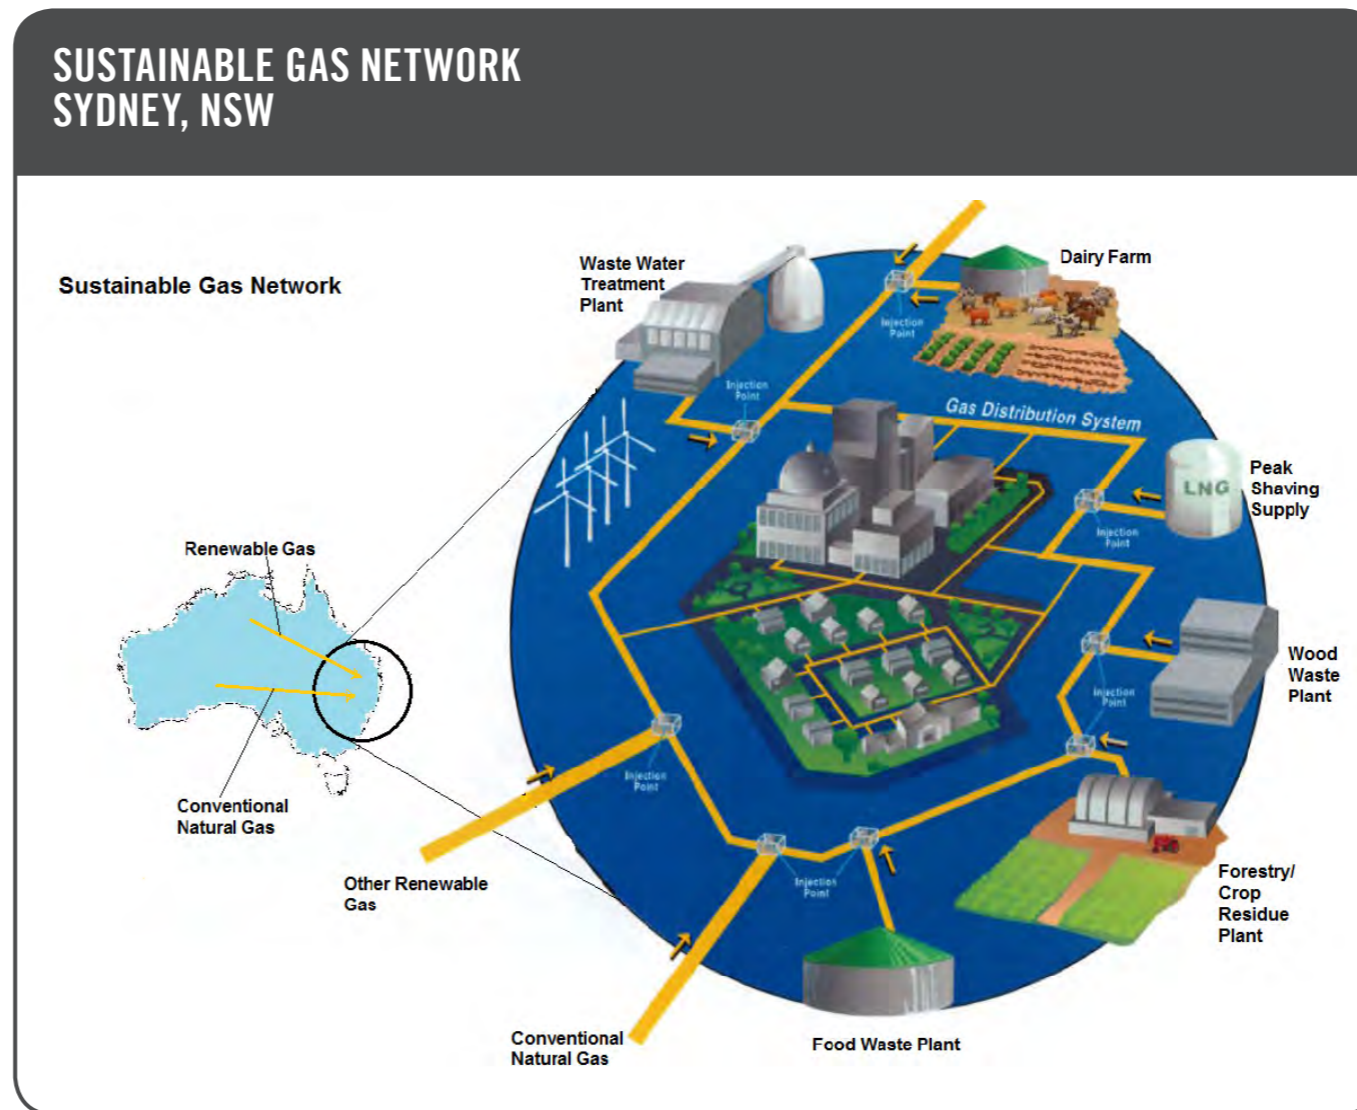 SUSTAINABLE GAS NETWORK
SYDNEY, NSW
Sustainable Gas Network
Waste Water
Treatment
Plant
Dairy Farm
Injection
Point
Injection
Point
Gas Distribution System
LNG
Peak
Shaving
Supply
Injection
Point
Renewable Gas
Wood
Waste
Plant
Injection
Point
Injection
Point
Conventional
Natural Gas
Other Renewable
Gas
Injection
Point
Forestry/
Crop
Residue
Plant
Conventional
Natural Gas
Food Waste Plant